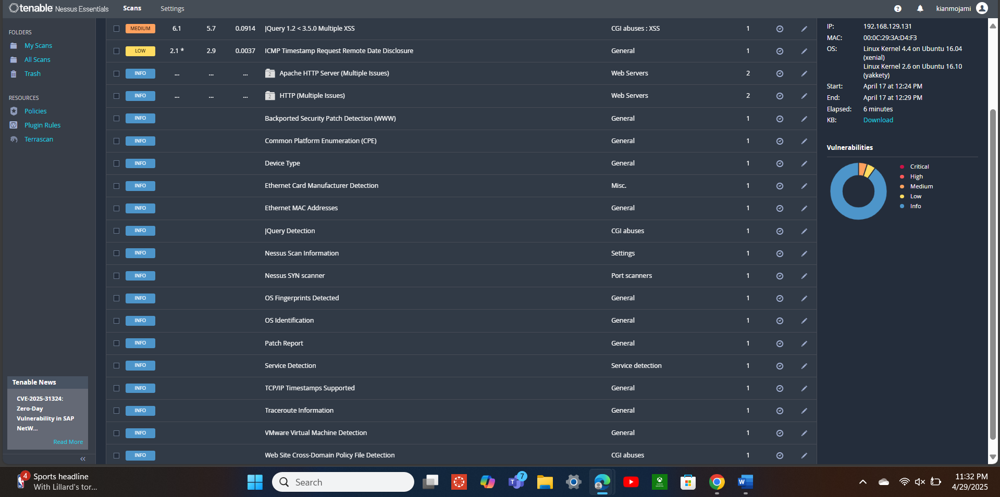 tenable Nessus Essentials Scans Settings kianmojami
FOLDERS
My Scans
All Scans
Trash
RESOURCES
Policies
Plugin Rules
Terrascan
Tenable News
CVE-2025-31324:
Zero-Day
Vulnerability in SAP
NetW...
Read More
MEDIUM 6.1 5.7 0.0914 JQuery 1.2 < 3.5.0 Multiple XSS CGI abuses : XSS 1
LOW 2.1 * 2.9 0.0037 ICMP Timestamp Request Remote Date Disclosure General 1
INFO ... ... ... 2 Apache HTTP Server (Multiple Issues) Web Servers 2
INFO ... ... ... 2 HTTP (Multiple Issues) Web Servers 2
INFO Backported Security Patch Detection (WWW) General 1
INFO Common Platform Enumeration (CPE) General 1
INFO Device Type General 1
INFO Ethernet Card Manufacturer Detection Misc. 1
INFO Ethernet MAC Addresses General 1
INFO JQuery Detection CGI abuses 1
INFO Nessus Scan Information Settings 1
INFO Nessus SYN scanner Port scanners 1
INFO OS Fingerprints Detected General 1
INFO OS Identification General 1
INFO Patch Report General 1
INFO Service Detection Service detection 1
INFO TCP/IP Timestamps Supported General 1
INFO Traceroute Information General 1
INFO VMware Virtual Machine Detection General 1
INFO Web Site Cross-Domain Policy File Detection CGI abuses 1
IP: 192.168.129.131
MAC: 00:0C:29:3A:D4:F3
OS: Linux Kernel 4.4 on Ubuntu 16.04
(xenial)
Linux Kernel 2.6 on Ubuntu 16.10
(yakkety)
Start: April 17 at 12:24 PM
End: April 17 at 12:29 PM
Elapsed: 6 minutes
KB: Download
Vulnerabilities
Critical
High
Medium
Low
Info
4 Sports headline
With Lillard's tor...
Search
7
11:32 PM
4/29/2025